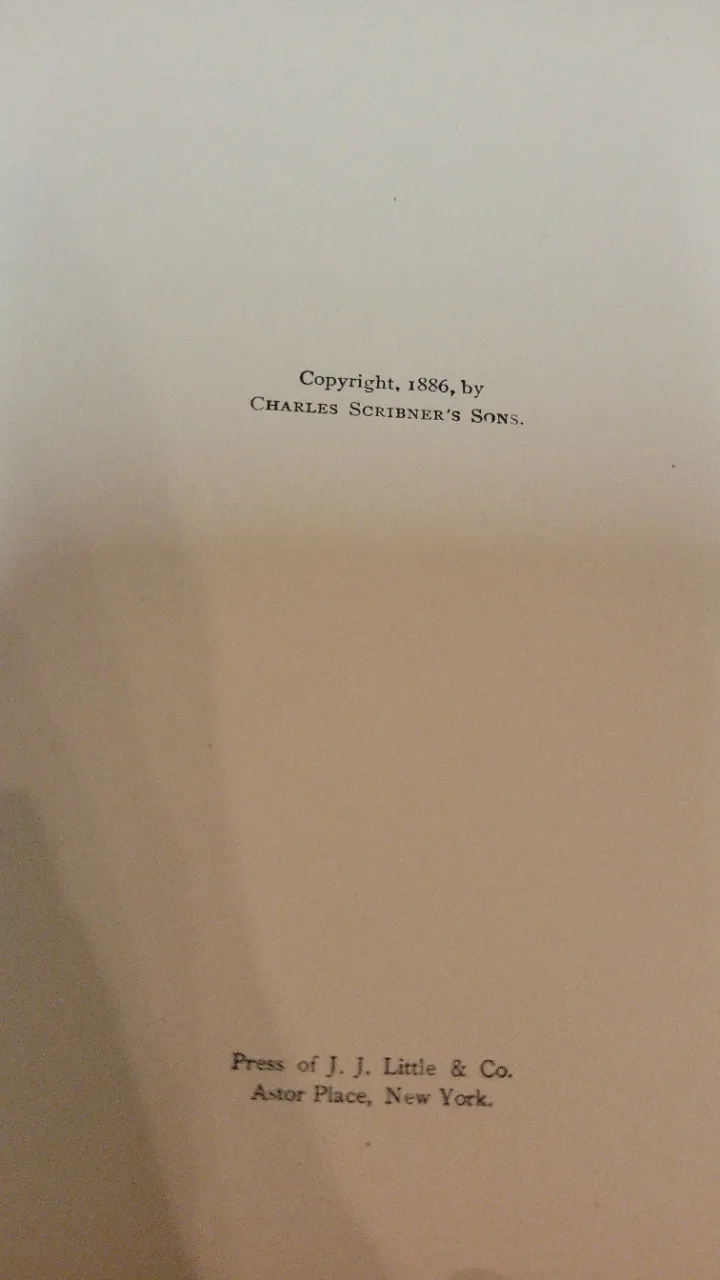 Copyright, 1886, by
CHARLES SCRIBNER'S SONS.
Press of J. J. Little & Co.
Astor Place, New York.